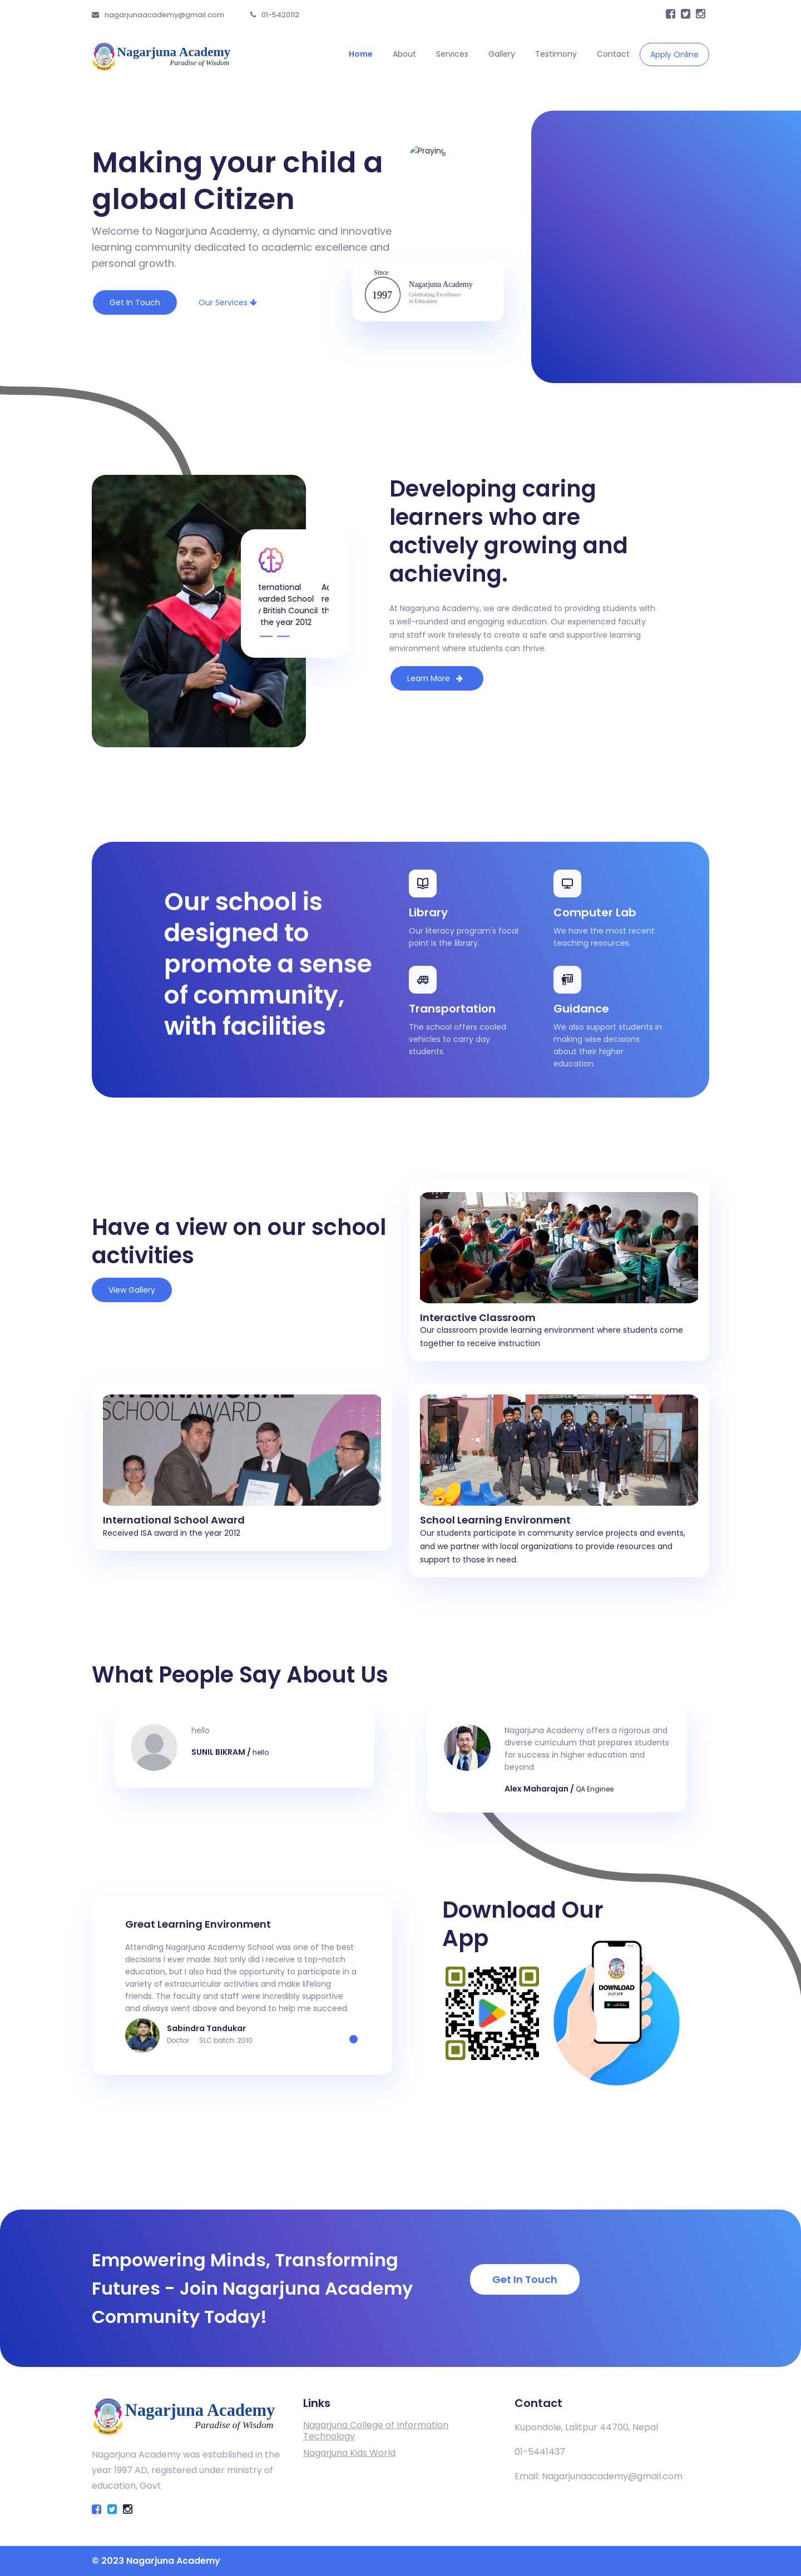 nagarjunaacademy@gmail.com
01-5420112
Nagarjuna Academy
Paradise of Wisdom
Home
About
Services
Gallery
Testimony
Contact
Apply Online
Making your child a
global Citizen
Welcome to Nagarjuna Academy, a dynamic and innovative
learning community dedicated to academic excellence and
personal growth.
Get In Touch
Our Services
Since
1997
Nagarjuna Academy
Celebrating Excellence
in Education
Developing caring
learners who are
actively growing and
achieving.
ternational
warded School
y British Council
the year 2012
At Nagarjuna Academy, we are dedicated to providing students with
a well-rounded and engaging education. Our experienced faculty
and staff work tirelessly to create a safe and supportive learning
environment where students can thrive.
Learn More
Our school is
designed to
promote a sense
of community,
with facilities
Library
Our literacy program's focal
point is the library.
Computer Lab
We have the most recent
teaching resources.
Transportation
The school offers cooled
vehicles to carry day
students.
Guidance
We also support students in
making wise decisions
about their higher
education.
Have a view on our school
activities
View Gallery
Interactive Classroom
Our classroom provide learning environment where students come
together to receive instruction
INTERNATIONAL
SCHOOL AWARD
International School Award
Received ISA award in the year 2012
School Learning Environment
Our students participate in community service projects and events,
and we partner with local organizations to provide resources and
support to those in need.
What People Say About Us
hello
SUNIL BIKRAM / hello
Nagarjuna Academy offers a rigorous and
diverse curriculum that prepares students
for success in higher education and
beyond
Alex Maharajan / QA Enginee
Great Learning Environment
Attending Nagarjuna Academy School was one of the best
decisions I ever made. Not only did I receive a top-notch
education, but I also had the opportunity to participate in a
variety of extracurricular activities and make lifelong
friends. The faculty and staff were incredibly supportive
and always went above and beyond to help me succeed.
Sabindra Tandukar
Doctor SLC batch: 2010
Download Our
App
DOWNLOAD
OUR APP
Empowering Minds, Transforming
Futures - Join Nagarjuna Academy
Community Today!
Get In Touch
Nagarjuna Academy
Paradise of Wisdom
Nagarjuna Academy was established in the
year 1997 AD, registered under ministry of
education, Govt
Links
Nagarjuna College of Information
Technology
Nagarjuna Kids World
Contact
Kupondole, Lalitpur 44700, Nepal
01-5441437
Email: Nagarjunaacademy@gmail.com
© 2023 Nagarjuna Academy